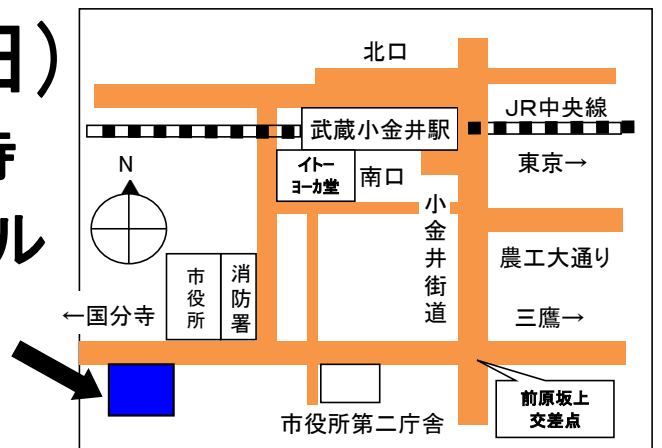 日)
寺
ル
北口
JR中央線
武蔵小金井駅
東京→
イトー
ヨーカ堂
南口
N
小金井街道
農工大通り
市役所
消防署
←国分寺
三鷹→
前原坂上
交差点
市役所第二庁舎